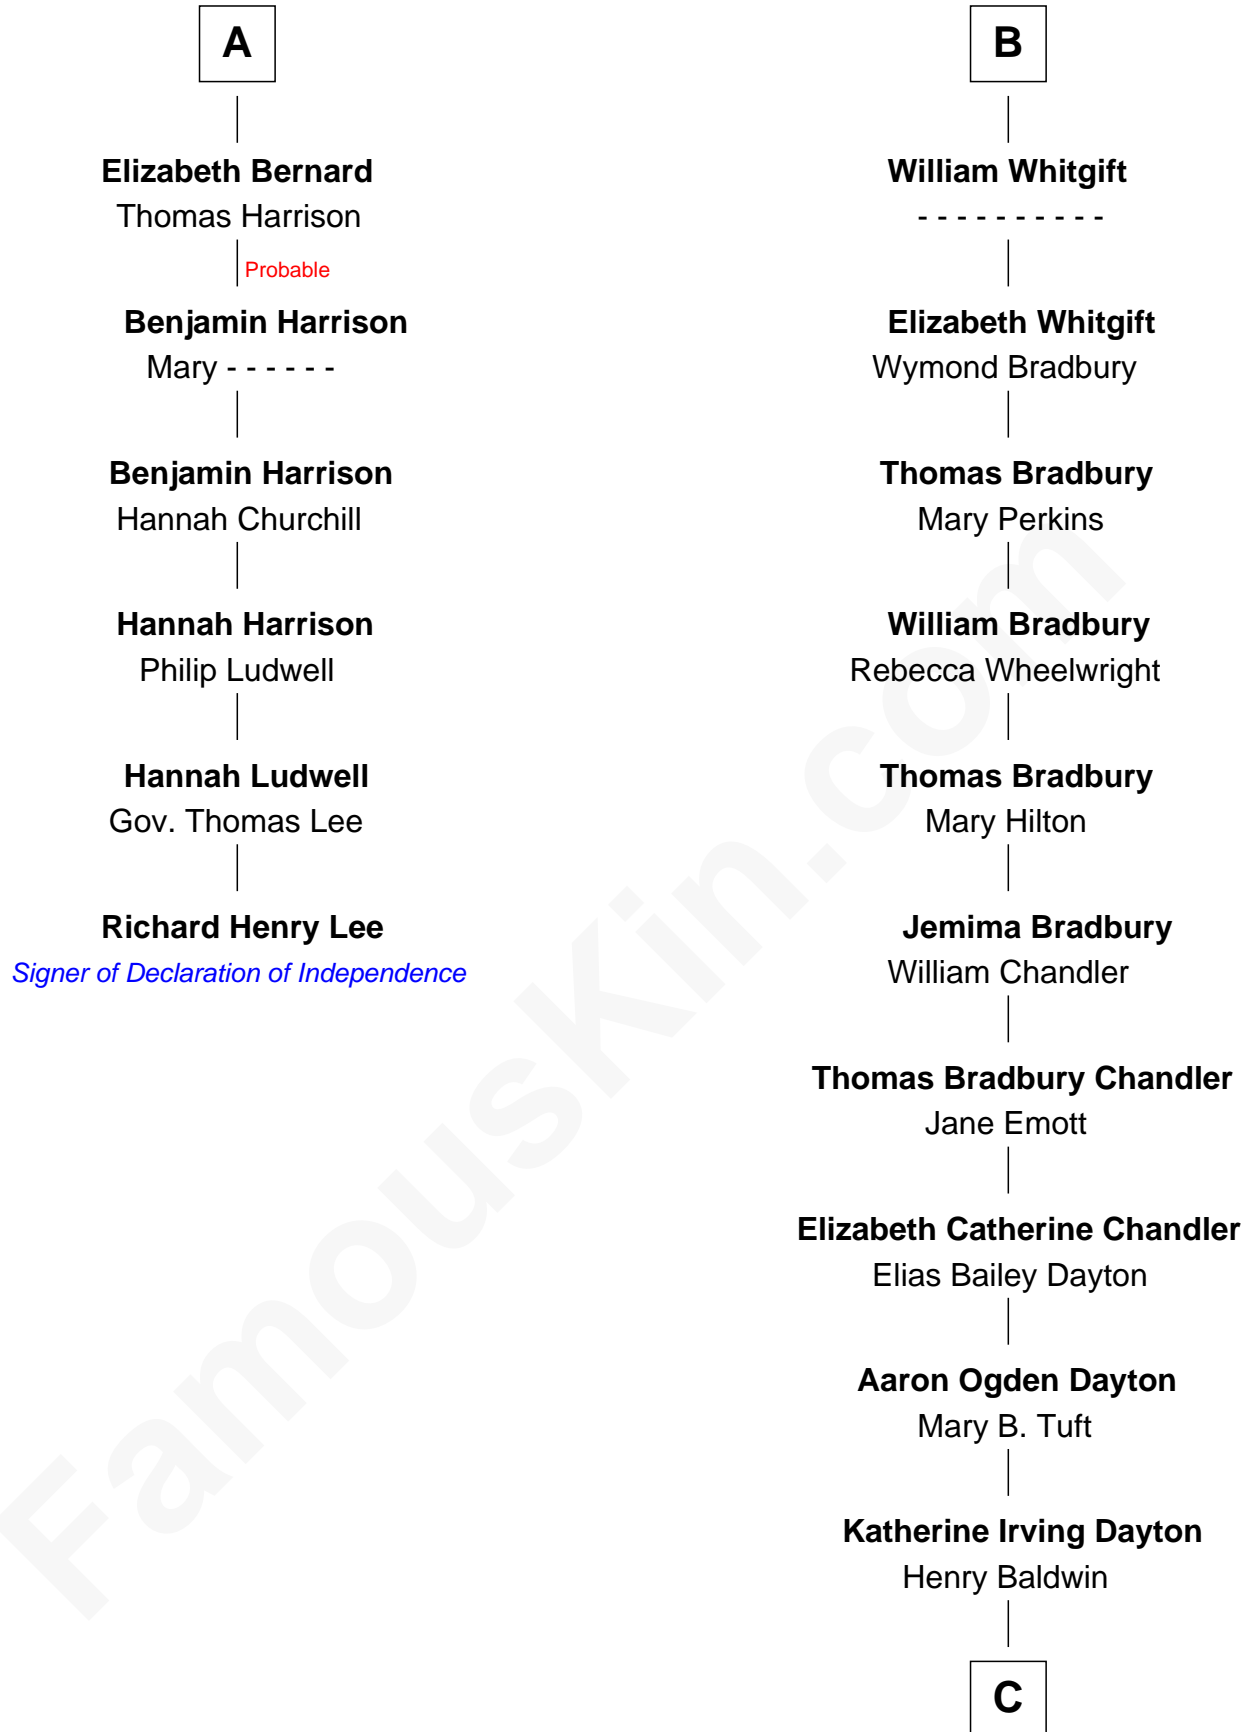 A
Elizabeth Bernard
Thomas Harrison
Probable
Benjamin Harrison
Mary - - - - - -
Benjamin Harrison
Hannah Churchill
Hannah Harrison
Philip Ludwell
Hannah Ludwell
Gov. Thomas Lee
Richard Henry Lee
Signer of Declaration of Independence
B
William Whitgift
- - - - - - - - - -
Elizabeth Whitgift
Wymond Bradbury
Thomas Bradbury
Mary Perkins
William Bradbury
Rebecca Wheelwright
Thomas Bradbury
Mary Hilton
Jemima Bradbury
William Chandler
Thomas Bradbury Chandler
Jane Emott
Elizabeth Catherine Chandler
Elias Bailey Dayton
Aaron Ogden Dayton
Mary B. Tuft
Katherine Irving Dayton
Henry Baldwin
C
FamousKin.com